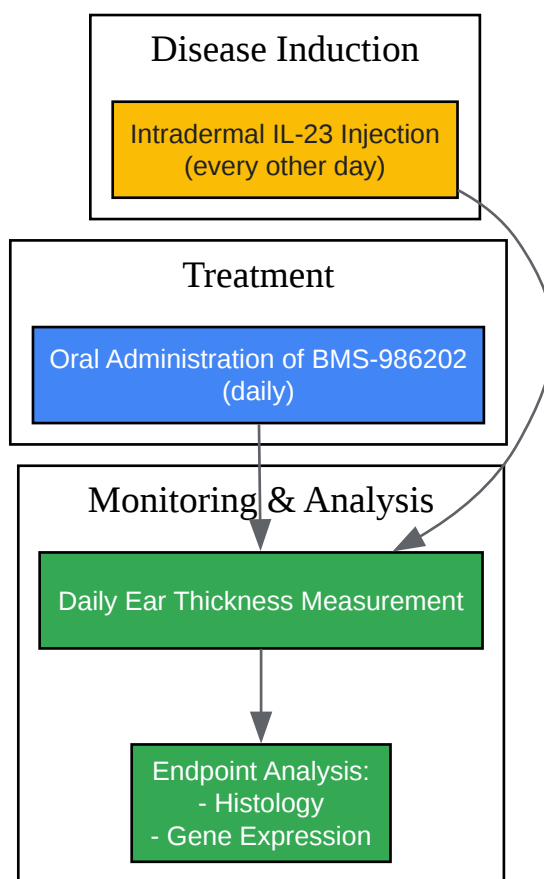 Disease Induction
Intradermal IL-23 Injection
(every other day)
Treatment
Oral Administration of BMS-986202
(daily)
Monitoring & Analysis
Daily Ear Thickness Measurement
Endpoint Analysis:
- Histology
- Gene Expression